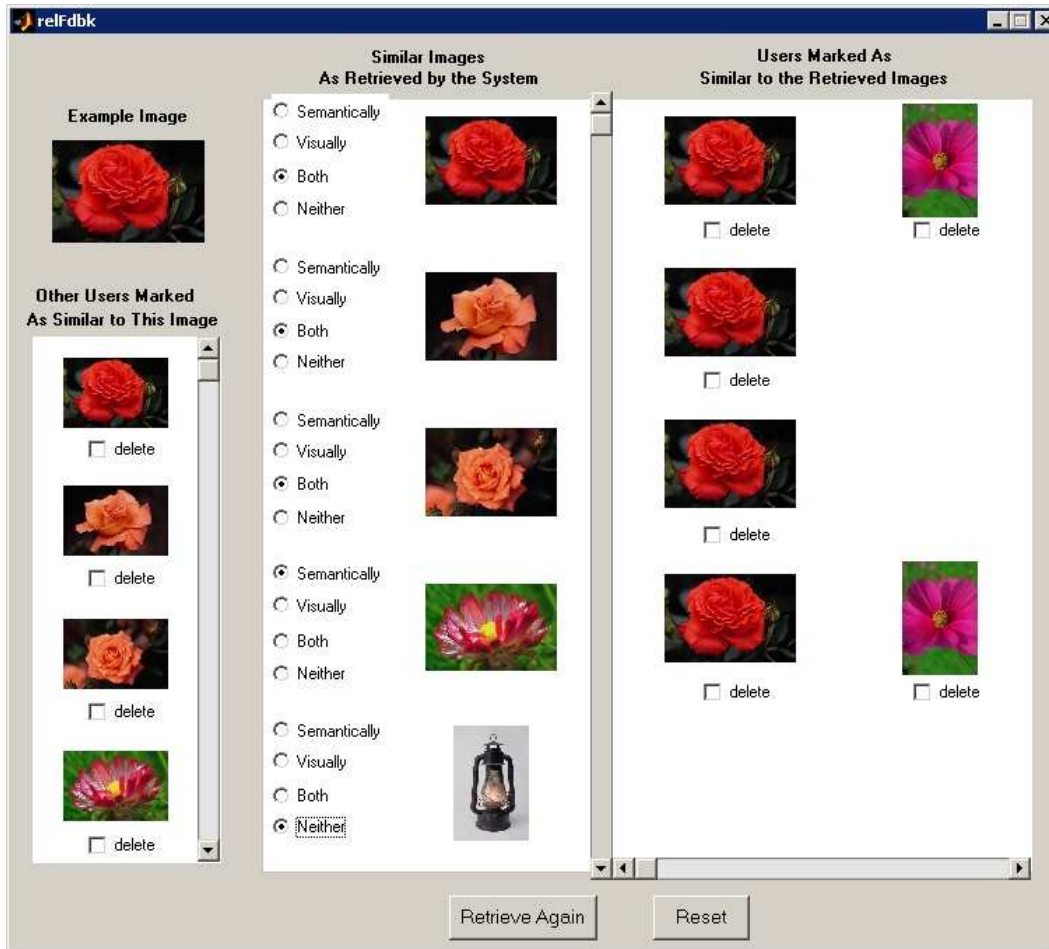 relFdbk
Example Image
Other Users Marked
As Similar to This Image
delete
delete
delete
delete
Similar Images
As Retrieved by the System
Semantically
Visually
Both
Neither
Semantically
Visually
Both
Neither
Semantically
Visually
Both
Neither
Semantically
Visually
Both
Neither
Semantically
Visually
Both
Neither
Users Marked As
Similar to the Retrieved Images
delete delete
delete
delete
delete delete
Retrieve Again Reset